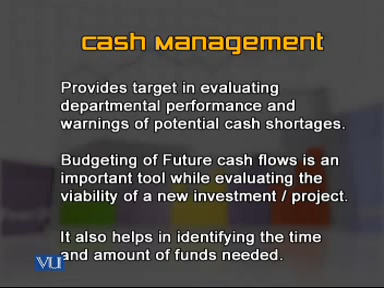 Cash Management
Provides target in evaluating
departmental performance and
warnings of potential cash shortages.
Budgeting of Future cash flows is an
important tool while evaluating the
viability of a new investment / project.
It also helps in identifying the time
and amount of funds needed.
VU